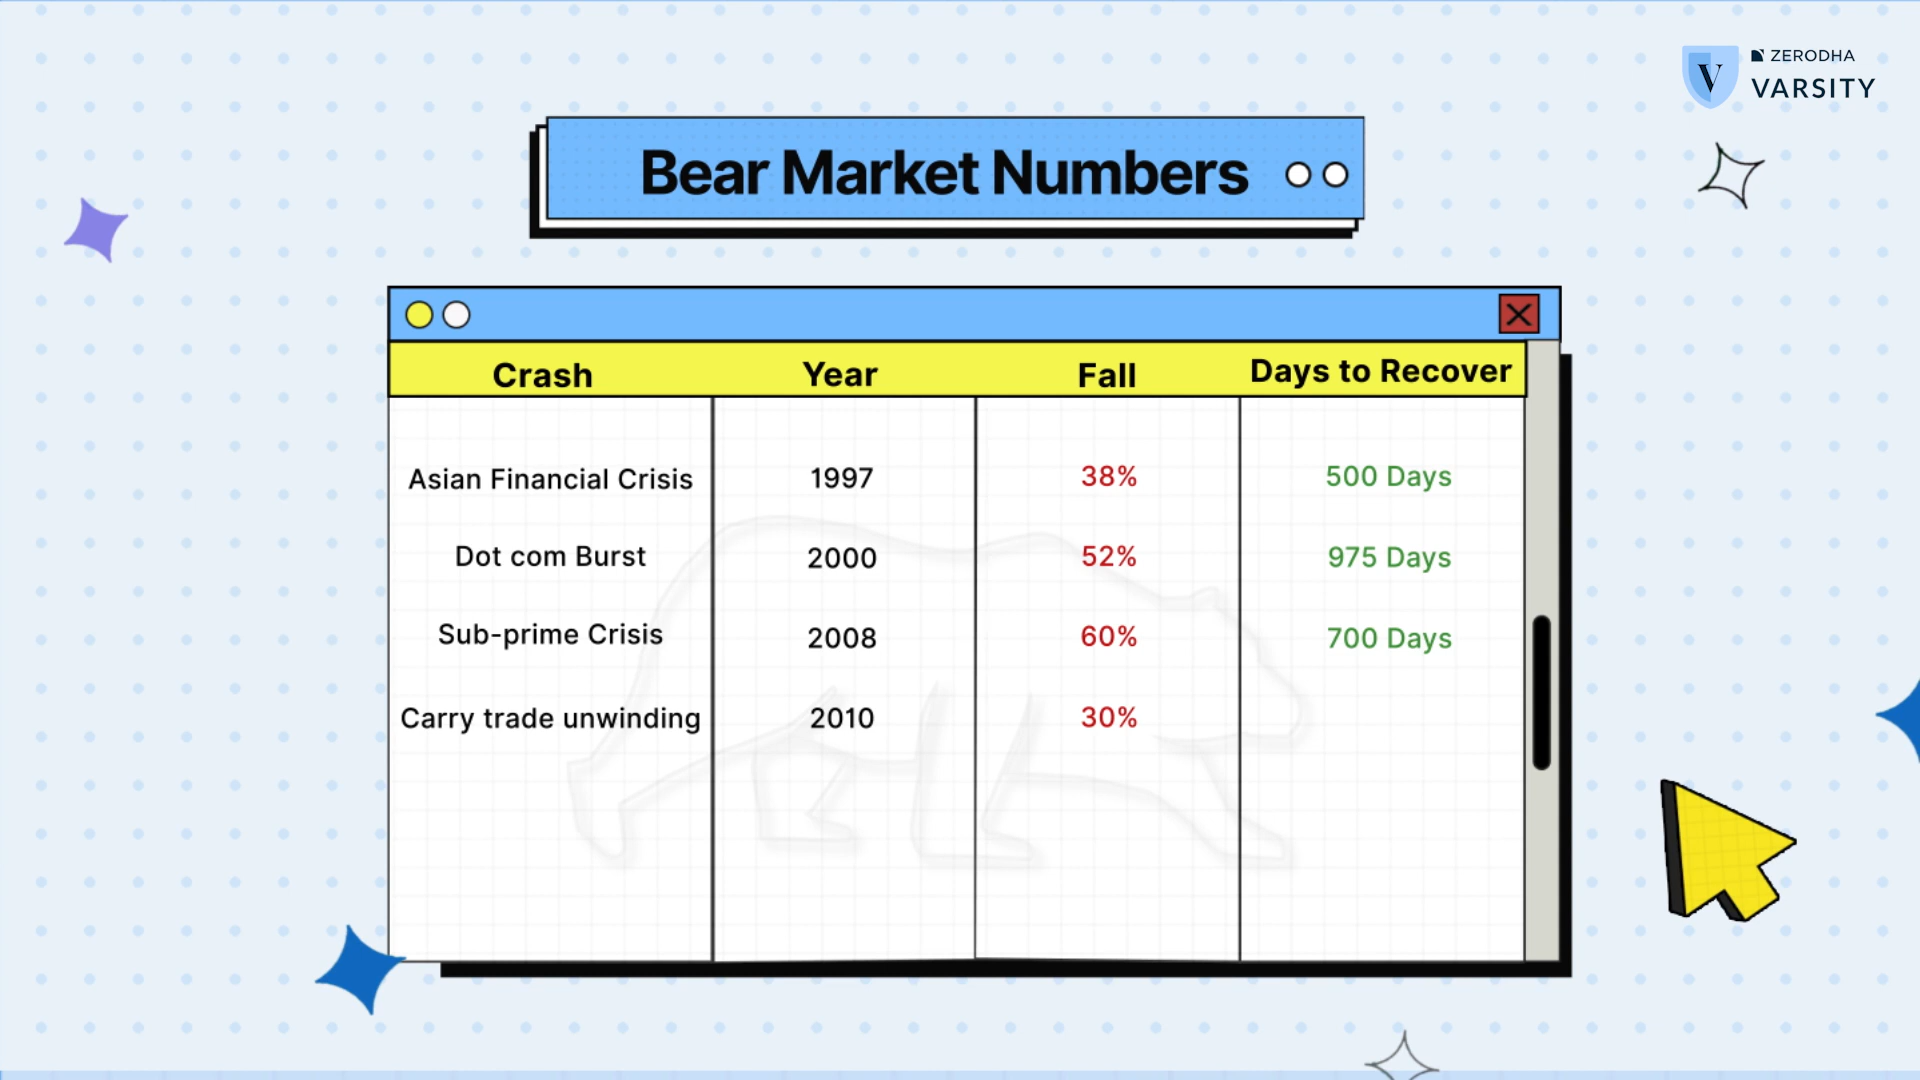 ZERODHA
VARSITY
Bear Market Numbers
Crash Year Fall Days to Recover
Asian Financial Crisis 1997 38% 500 Days
Dot com Burst 2000 52% 975 Days
Sub-prime Crisis 2008 60% 700 Days
Carry trade unwinding 2010 30%